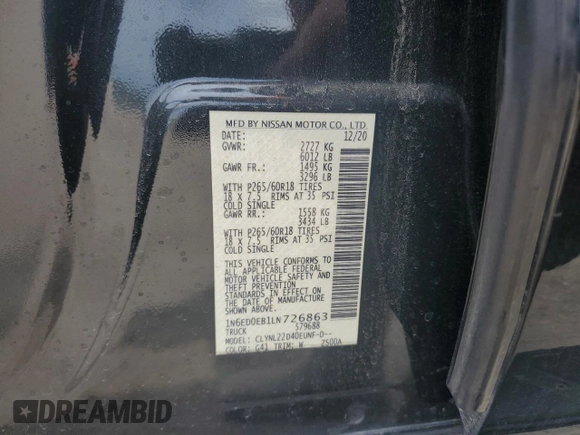 MFD.BY NISSAN MOTOR CO., LTD.
DATE: 12/20
GVWR: 2727 KG
6012 LB
GAWR FR.: 1495 KG
3296 LB
WITH P265/60R18 TIRES
18 X 7.5 RIMS AT 35 PSI
COLD SINGLE
GAWR RR.: 1558 KG
3434 LB
WITH P265/60R18 TIRES
18 X 7.5 RIMS AT 35 PSI
COLD SINGLE
THIS VEHICLE CONFORMS TO
ALL APPLICABLE FEDERAL
MOTOR VEHICLE SAFETY AND
THEFT PREVENTION
STANDARDS IN EFFECT ON
THE DATE OF MANUFACTURE
SHOWN ABOVE.
1N6ED0EB1LN726863
TRUCK 579688
MODEL: CLYNLZ2D40EUNF-D--
COLOR: G41 TRIM: W ZS00A
DREAMBID